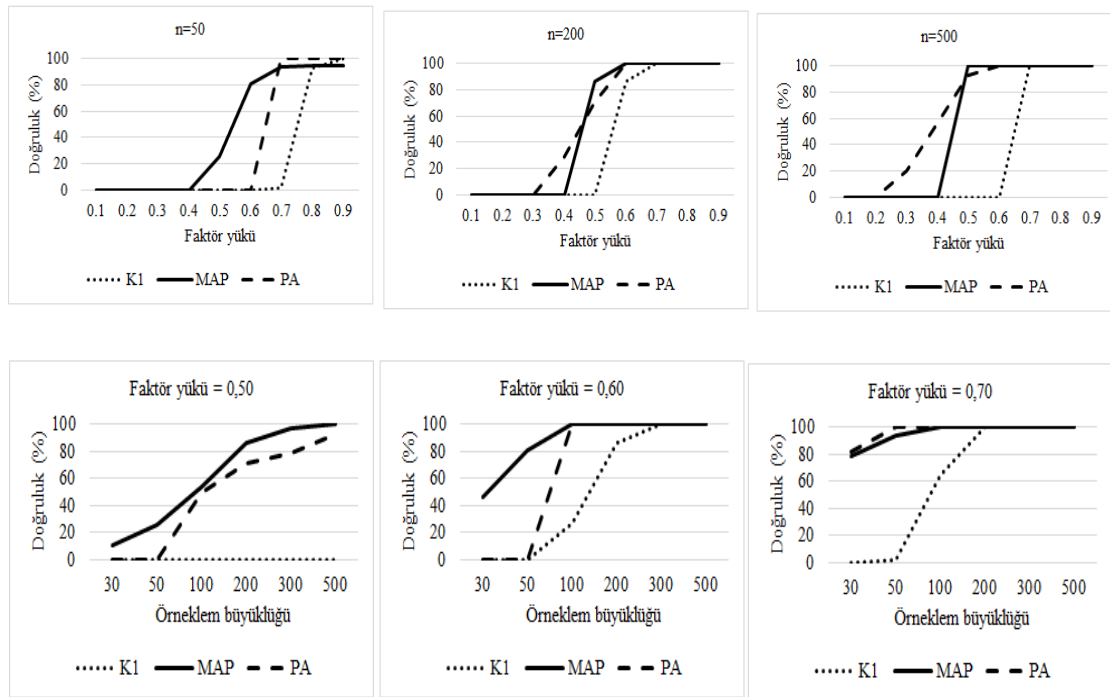 n=50
Doğruluk (%)
100
80
60
40
20
0
0.1 0.2 0.3 0.4 0.5 0.6 0.7 0.8 0.9
Faktör yükü
K1 MAP PA
n=200
Doğruluk (%)
100
80
60
40
20
0
0.1 0.2 0.3 0.4 0.5 0.6 0.7 0.8 0.9
Faktör yükü
K1 MAP PA
n=500
Doğruluk (%)
100
80
60
40
20
0
0.1 0.2 0.3 0.4 0.5 0.6 0.7 0.8 0.9
Faktör yükü
K1 MAP PA
Faktör yükü = 0,50
Doğruluk (%)
100
80
60
40
20
0
30 50 100 200 300 500
Örneklem büyüklüğü
K1 MAP PA
Faktör yükü = 0,60
Doğruluk (%)
100
80
60
40
20
0
30 50 100 200 300 500
Örneklem büyüklüğü
K1 MAP PA
Faktör yükü = 0,70
Doğruluk (%)
100
80
60
40
20
0
30 50 100 200 300 500
Örneklem büyüklüğü
K1 MAP PA